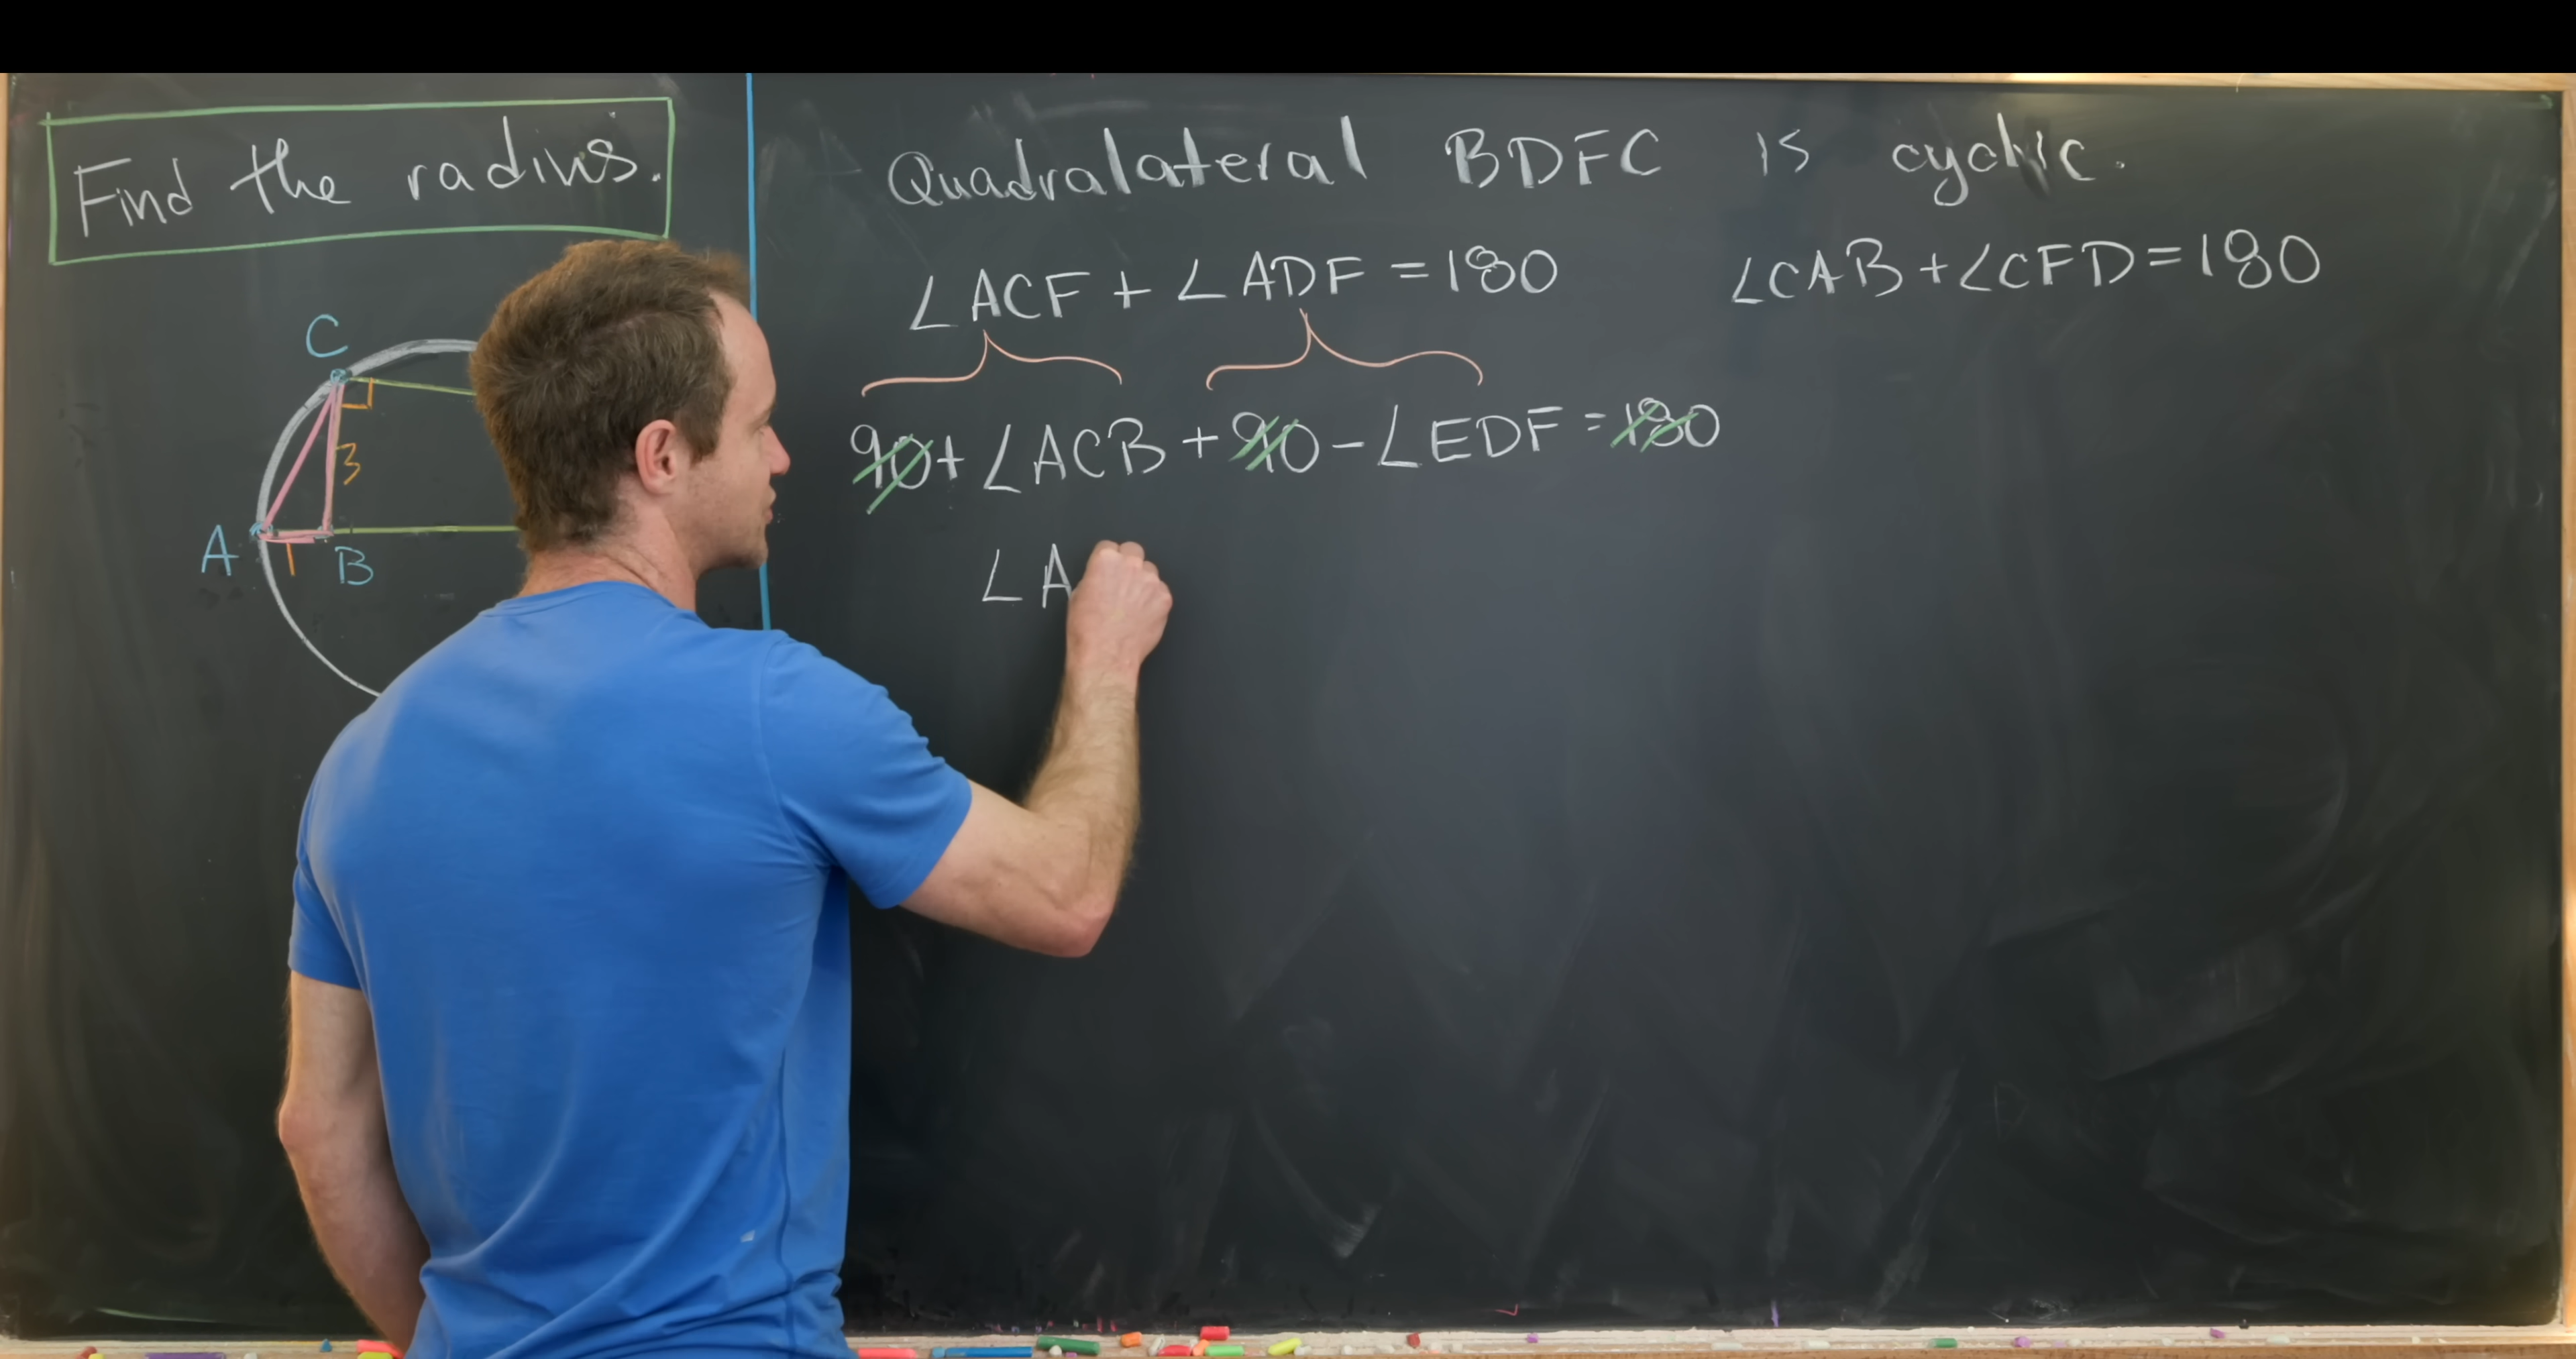 Find the radius.
Quadralateral BDFC is cyclic.
∠ACF + ∠ADF = 180
∠CAB + ∠CFD = 180
90 + ∠ACB + 90 - ∠EDF = 180
∠A
C
3
A
1
B